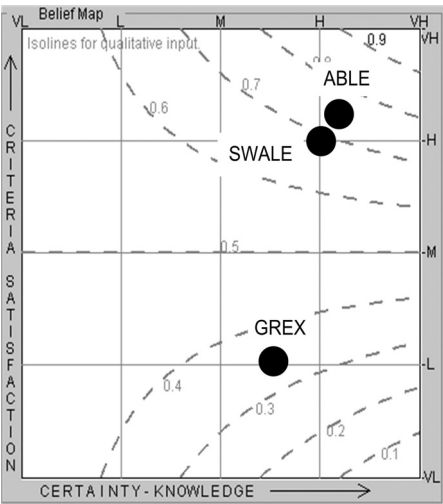 Belief Map
VL L M H VH
Isolines for qualitative input.
0.9
VH
ABLE
0.7
0.6
SWALE
H
0.5
M
GREX
L
0.4
0.3
0.2
0.1
VL
CRITERIA SATISFACTION
CERTAINTY - KNOWLEDGE